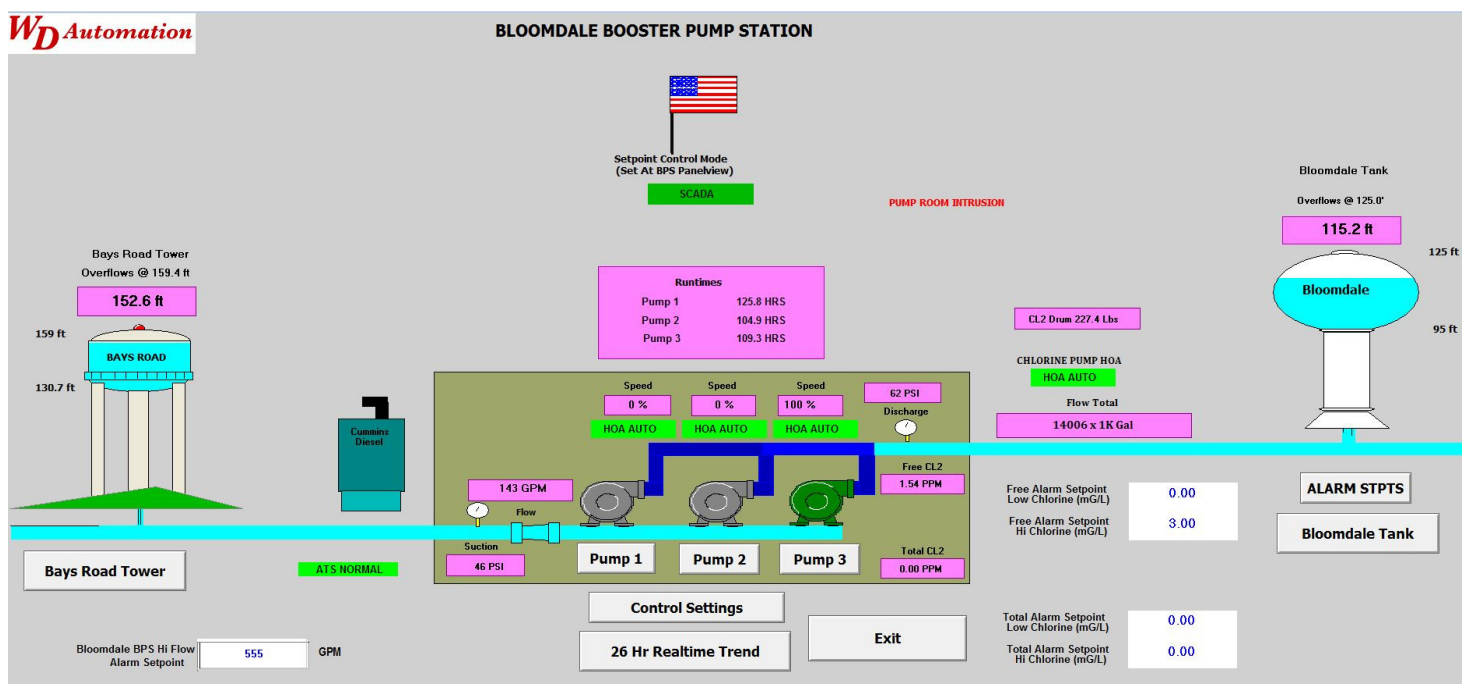 WD Automation
BLOOMDALE BOOSTER PUMP STATION
Setpoint Control Mode
(Set At BPS Panelview)
SCADA
PUMP ROOM INTRUSION
Bloomdale Tank
Overflows @ 125.0'
115.2 ft
125 ft
Bloomdale
95 ft
Bays Road Tower
Overflows @ 159.4 ft
152.6 ft
159 ft
BAYS ROAD
130.7 ft
Runtimes
Pump 1 125.8 HRS
Pump 2 104.9 HRS
Pump 3 109.3 HRS
CL2 Drum 227.4 Lbs
CHLORINE PUMP HOA
HOA AUTO
Flow Total
14006 x 1K Gal
Cummins
Diesel
Speed Speed Speed
0 % 0 % 100 %
HOA AUTO HOA AUTO HOA AUTO
62 PSI
Discharge
Free CL2
1.54 PPM
143 GPM
Flow
Suction
46 PSI
Pump 1 Pump 2 Pump 3
Total CL2
0.00 PPM
Free Alarm Setpoint
Low Chlorine (mG/L) 0.00
Free Alarm Setpoint
Hi Chlorine (mG/L) 3.00
ALARM STPTS
Bloomdale Tank
Bays Road Tower
ATS NORMAL
Control Settings
26 Hr Realtime Trend
Exit
Total Alarm Setpoint
Low Chlorine (mG/L) 0.00
Total Alarm Setpoint
Hi Chlorine (mG/L) 0.00
Bloomdale BPS Hi Flow
Alarm Setpoint 555 GPM